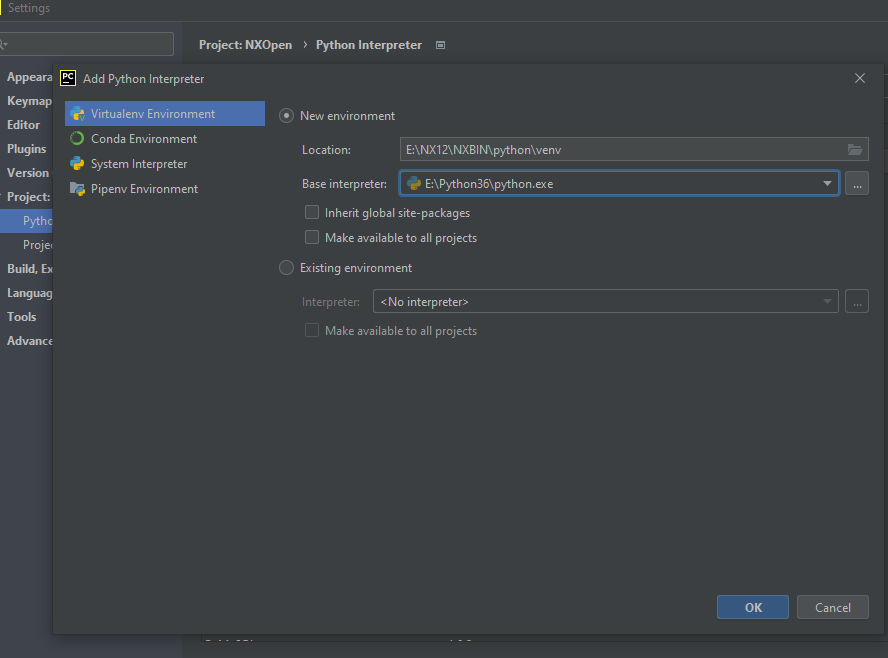 Settings
Project: NXOpen › Python Interpreter
PC Add Python Interpreter
Appeara
Keymap
Editor
Plugins
Version
Project:
Pytho
Projec
Build, Ex
Languag
Tools
Advance
Virtualenv Environment
Conda Environment
System Interpreter
Pipenv Environment
New environment
Location: E:\NX12\NXBIN\python\venv
Base interpreter: E:\Python36\python.exe ...
Inherit global site-packages
Make available to all projects
Existing environment
Interpreter: <No interpreter> ...
Make available to all projects
OK Cancel